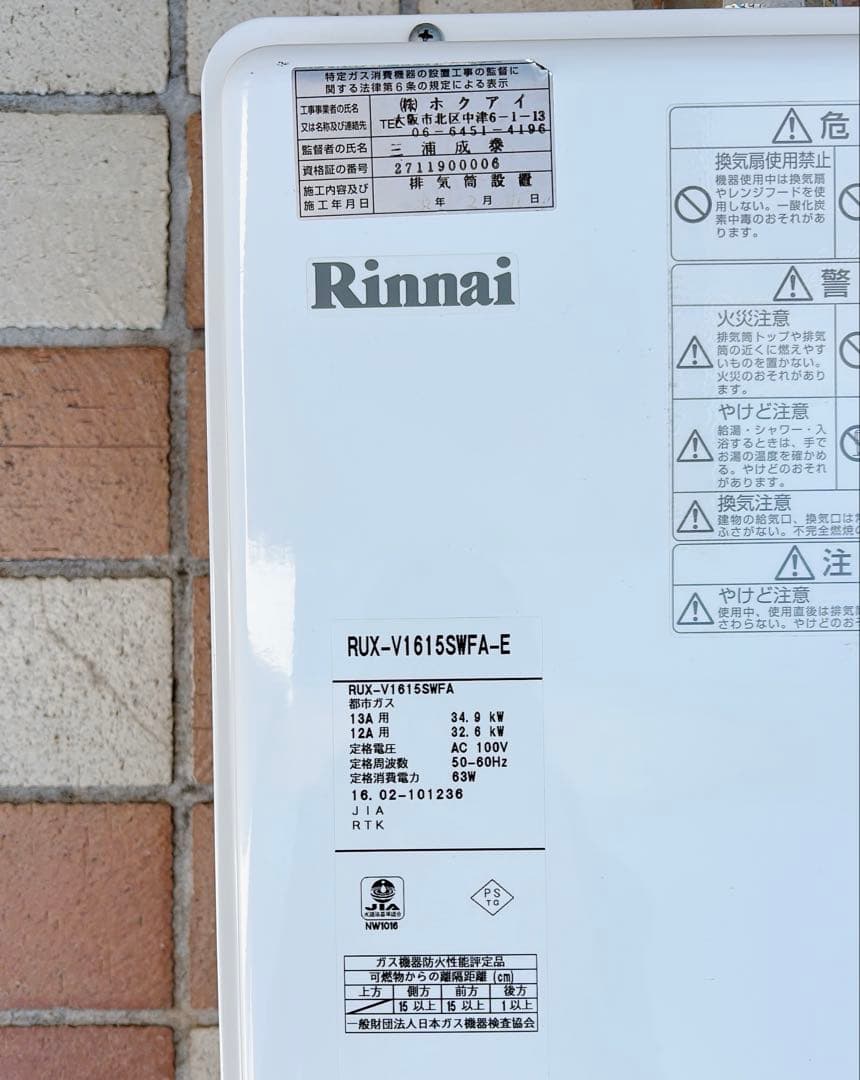 特定ガス消費機器の設置工事の監督に
関する法律第6条の規定による表示
工事事業者の氏名
又は名称及び連絡先
(株) ホクアイ
大阪市北区中津6-1-13
TEL 06-6451-4196
監督者の氏名
三浦成泰
資格証の番号
2711900006
施工内容及び
施工年月日
排気筒設置
年 月 日
Rinnai
危
換気扇使用禁止
機器使用中は換気扇
やレンジフードを使
用しない。一酸化炭
素中毒のおそれがあ
ります。
警
火災注意
排気筒トップや排気
筒の近くに燃えやす
いものを置かない。
火災のおそれがあり
ます。
やけど注意
給湯・シャワー・入
浴するときは、手で
お湯の温度を確かめ
る。やけどのおそれ
があります。
換気注意
建物の給気口、換気口は
ふさがない。不完全燃焼の
注
やけど注意
使用中、使用直後は排気
さわらない。やけどのおそ
RUX-V1615SWFA-E
RUX-V1615SWFA
都市ガス
13A 用 34.9 kW
12A 用 32.6 kW
定格電圧 AC 100V
定格周波数 50-60Hz
定格消費電力 63W
16.02-101236
JIA
RTK
JIA
水道法基準適合
NW1016
PS
TG
ガス機器防火性能評定品
可燃物からの離隔距離 (cm)
上方 側方 前方 後方
15 以上 15 以上 1 以上
一般財団法人日本ガス機器検査協会